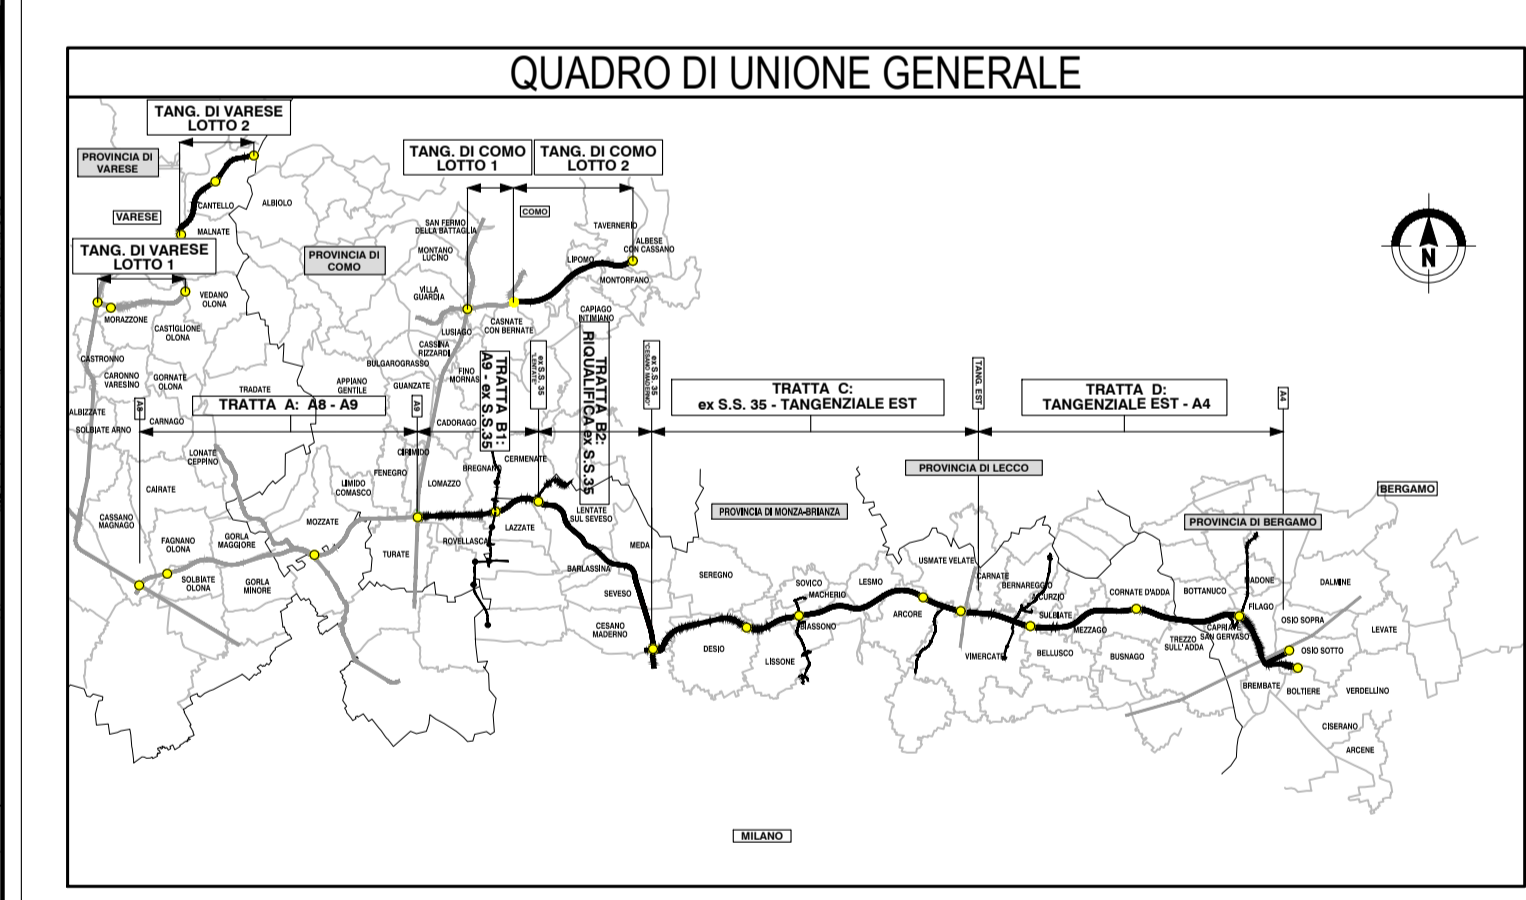 QUADRO DI UNIONE GENERALE
TANG. DI VARESE
LOTTO 2
PROVINCIA DI
VARESE
TANG. DI COMO
LOTTO 1
TANG. DI COMO
LOTTO 2
CANTELLO
ALBIOLO
VARESE
MALNATE
COMO
SAN FERMO
DELLA BATTAGLIA
TAVERNERIO
ALBESE
CON CASSANO
TANG. DI VARESE
LOTTO 1
PROVINCIA DI
COMO
MONTANO
LUCINO
LIPOMO
MONTORFANO
N
VILLA
GUARDIA
VEDANO
OLONA
MORAZZONE
CASTIGLIONE
OLONA
LUSIAGO
CASNATE
CON BERNATE
CAPIAGO
INTIMIANO
CASTRONNO
CASSINA
RIZZARDI
BULGAROGRASSO
CARONNO
VARESINO
GORNATE
OLONA
TRADATE
APPIANO
GENTILE
GUANZATE
FINO
MORNAS
TRATTA B1:
A9 - ex S.S.35
ex S.S. 35
"LENTATE"
TRATTA B2:
RIQUALIFICA ex S.S.35
ex S.S. 35
"CESANO MADERNO"
TRATTA C:
ex S.S. 35 - TANGENZIALE EST
TANG. EST
TRATTA D:
TANGENZIALE EST - A4
A4
ALBIZZATE
A8
TRATTA A: A8 - A9
A9
SOLBIATE ARNO
CARNAGO
CADORAGO
LONATE
CEPPINO
CIRIMIDO
CERMENATE
BREGNANO
FENEGRO
PROVINCIA DI LECCO
CAIRATE
LIMIDO
COMASCO
LOMAZZO
BERGAMO
CASSANO
MAGNAGO
MOZZATE
LAZZATE
LENTATE
SUL SEVESO
PROVINCIA DI MONZA-BRIANZA
PROVINCIA DI BERGAMO
FAGNANO
OLONA
GORLA
MAGGIORE
TURATE
ROVELLASCA
MEDA
SOLBIATE
OLONA
GORLA
MINORE
BARLASSINA
SEREGNO
SOVICO
MACHERIO
LESMO
USMATE VELATE
CARNATE
BERNAREGGIO
CORNATE D'ADDA
BOTTANUCO
MADONE
DALMINE
SEVESO
AICURZIO
FILAGO
CESANO
MADERNO
BIASSONO
ARCORE
SULBIATE
MEZZAGO
CAPRIATE
SAN GERVASO
OSIO SOPRA
LEVATE
DESIO
LISSONE
VIMERCATE
BELLUSCO
BUSNAGO
TREZZO
SULL'ADDA
OSIO SOTTO
BREMBATE
BOLTIERE
VERDELLINO
CISERANO
ARCENE
MILANO